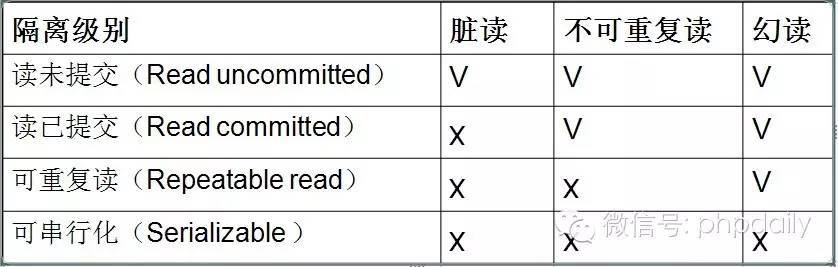 隔离级别 脏读 不可重复读 幻读
读未提交（Read uncommitted） V V V
读已提交（Read committed） x V V
可重复读（Repeatable read） x x V
可串行化（Serializable ） x x x
微信号: phpdaily